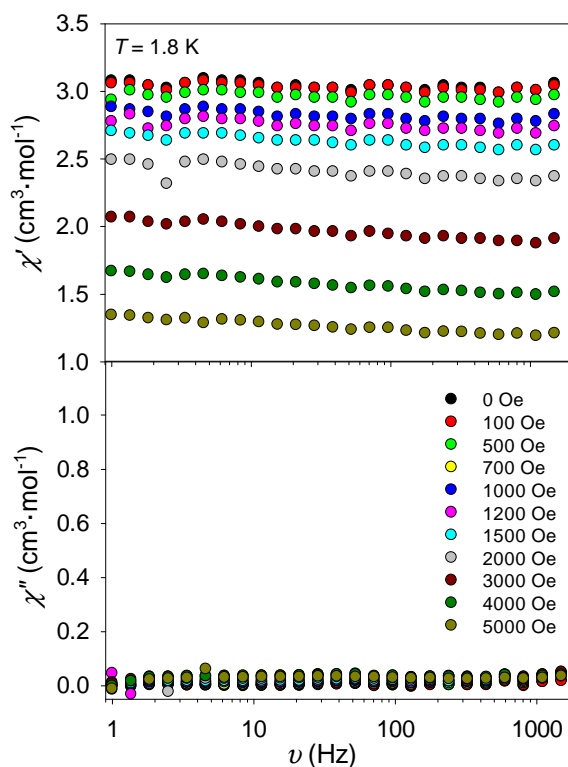 3.5
T = 1.8 K
3.0
2.5
2.0
1.5
1.0
χ' (cm³·mol⁻¹)
1.0
0.8
0.6
0.4
0.2
0.0
χ" (cm³·mol⁻¹)
0 Oe
100 Oe
500 Oe
700 Oe
1000 Oe
1200 Oe
1500 Oe
2000 Oe
3000 Oe
4000 Oe
5000 Oe
1 10 100 1000
υ (Hz)